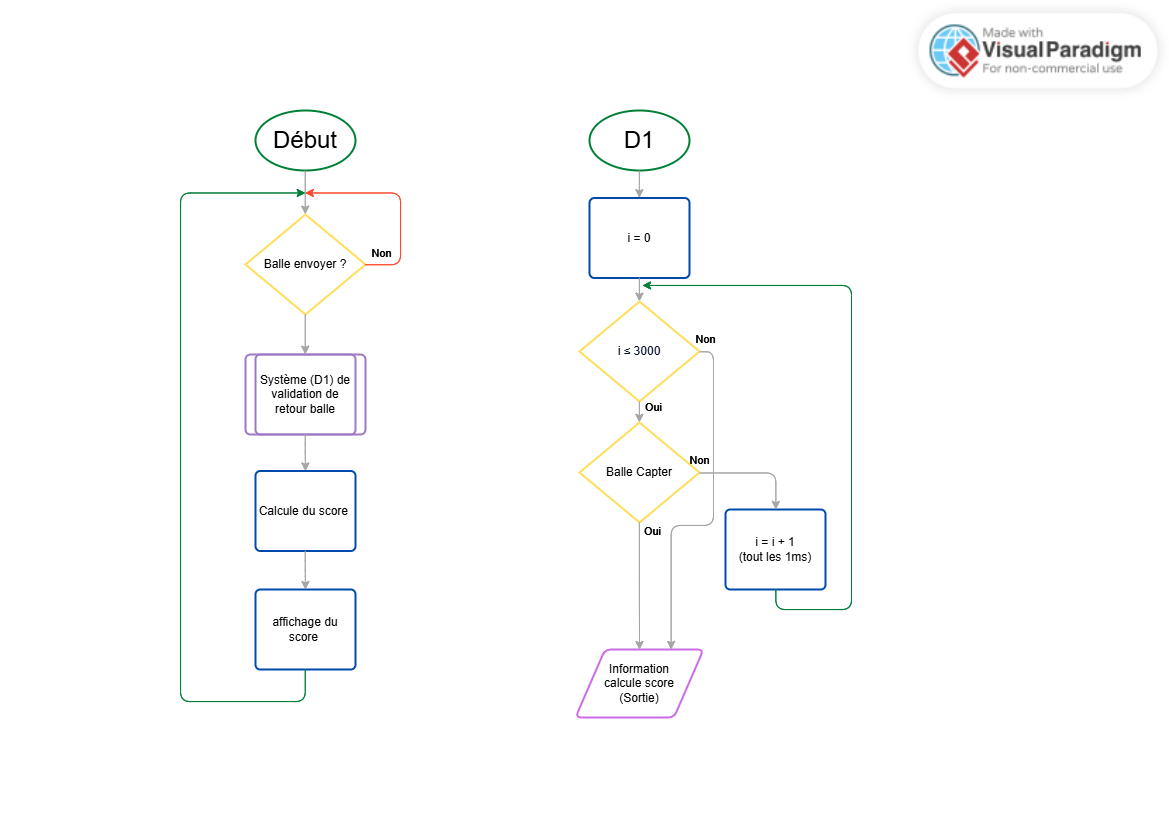 Made with
Visual Paradigm
For non-commercial use
Début
Non
Balle envoyer ?
Système (D1) de
validation de
retour balle
Calcule du score
affichage du
score
D1
i = 0
Non
i ≤ 3000
Oui
Non
Balle Capter
Oui
i = i + 1
(tout les 1ms)
Information
calcule score
(Sortie)